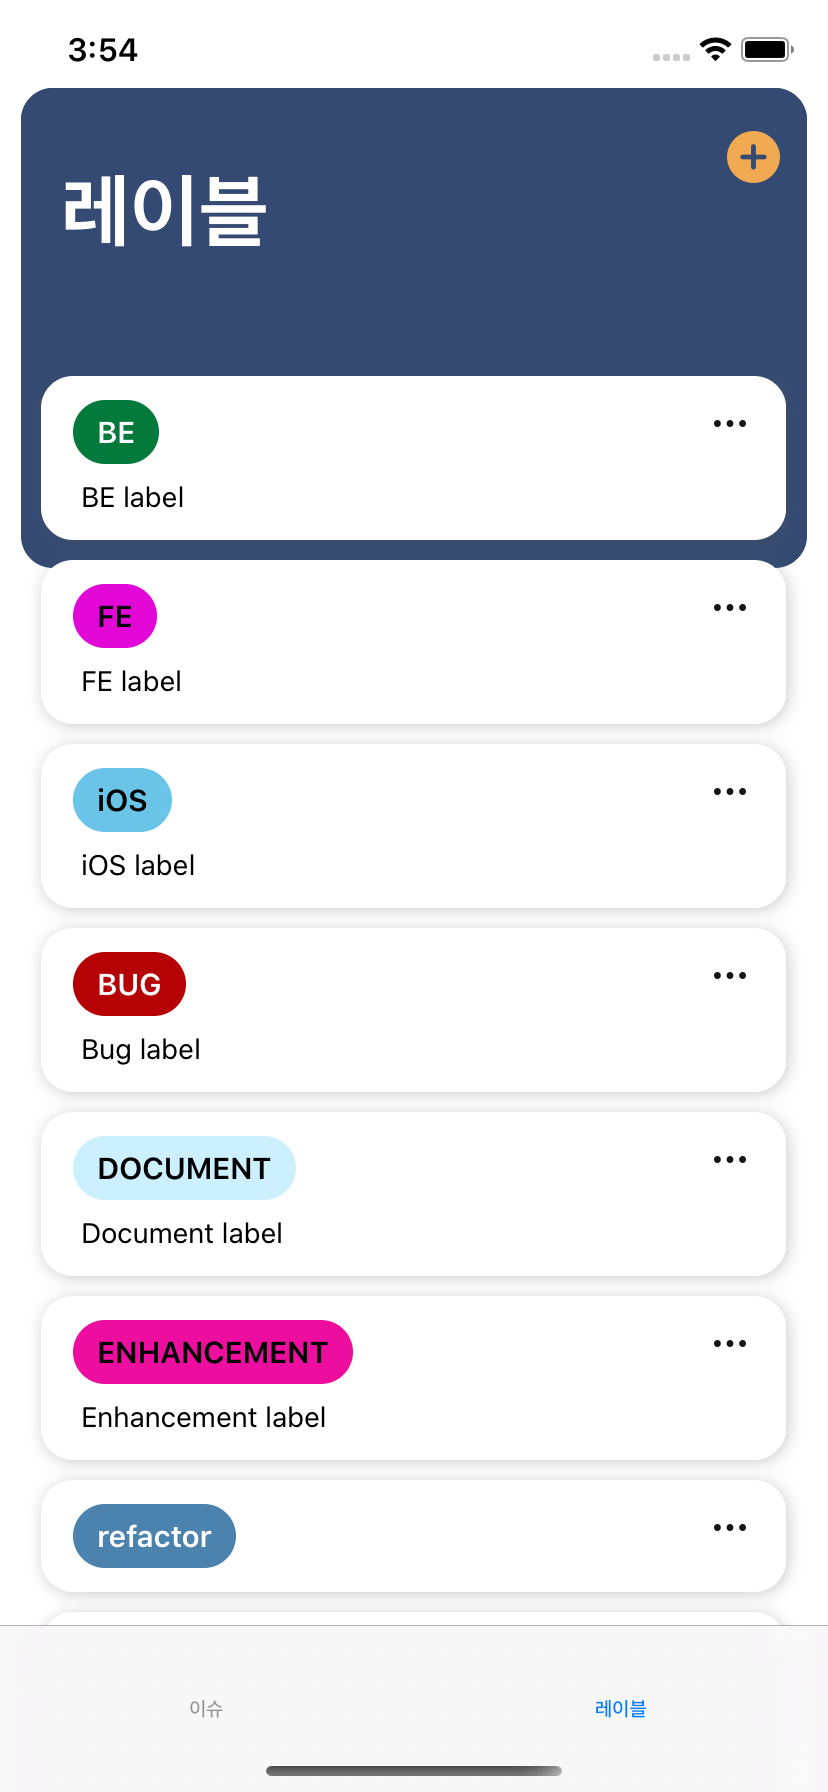 3:54
레이블
BE
BE label
FE
FE label
iOS
iOS label
BUG
Bug label
DOCUMENT
Document label
ENHANCEMENT
Enhancement label
refactor
이슈
레이블